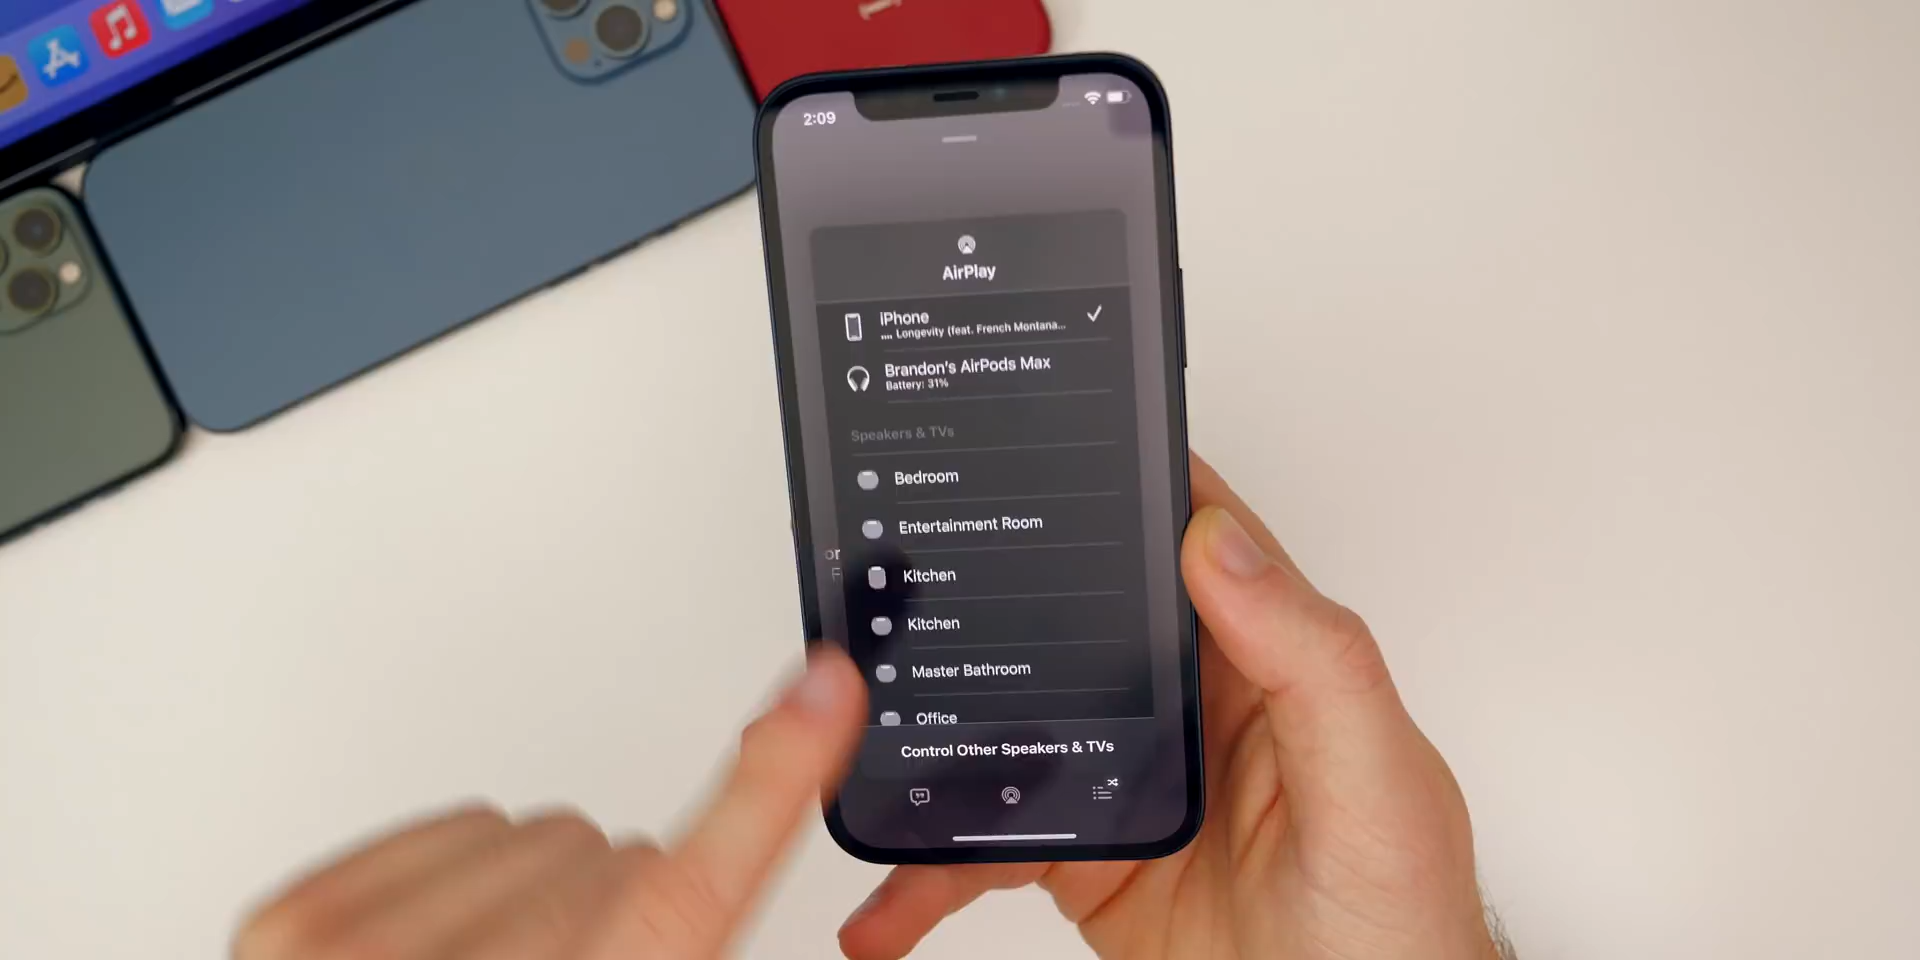 2:09
AirPlay
iPhone
.... Longevity (feat. French Montana...
Brandon's AirPods Max
Battery: 31%
Speakers & TVs
Bedroom
Entertainment Room
or
F
Kitchen
Kitchen
Master Bathroom
Office
Control Other Speakers & TVs